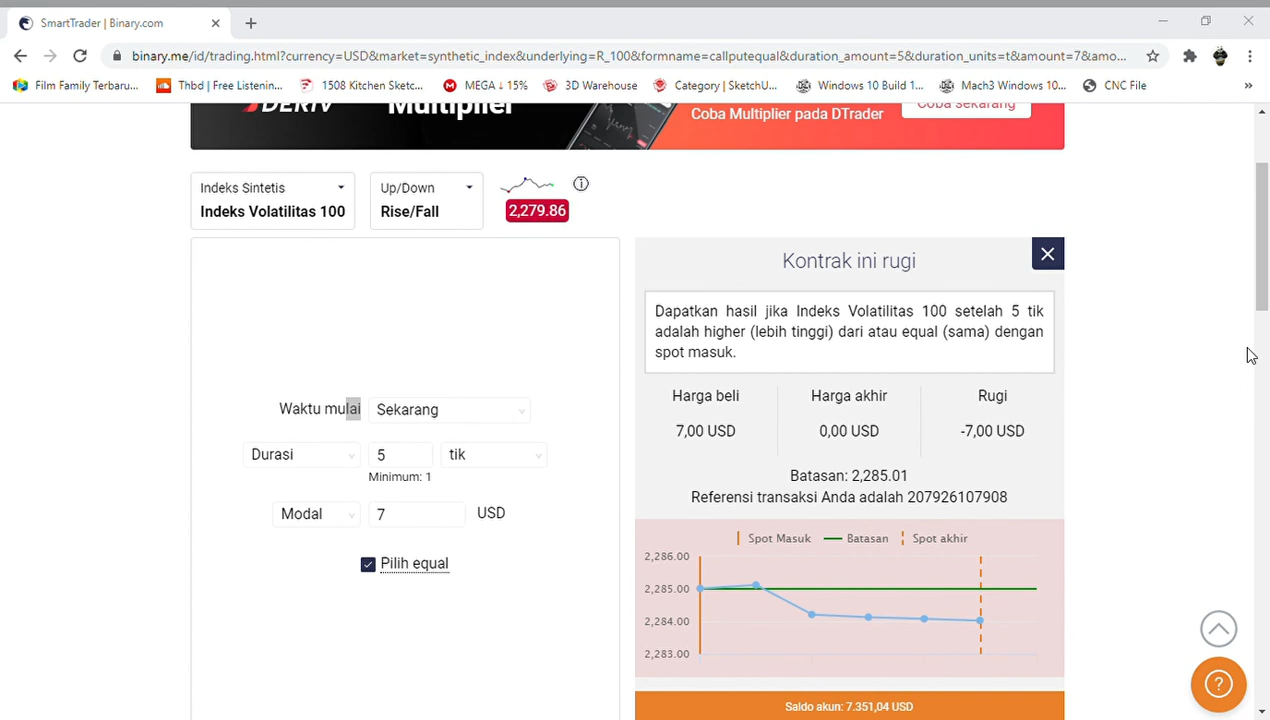 SmartTrader | Binary.com
binary.me/id/trading.html?currency=USD&market=synthetic_index&underlying=R_100&formname=callputequal&duration_amount=5&duration_units=t&amount=7&amo...
Film Family Terbaru...
Thbd | Free Listenin...
1508 Kitchen Sketc...
MEGA ↓ 15%
3D Warehouse
Category | SketchU...
Windows 10 Build 1...
Mach3 Windows 10...
CNC File
DERIV
Multiplier
Coba Multiplier pada DTrader
Coba sekarang
Indeks Sintetis
Indeks Volatilitas 100
Up/Down
Rise/Fall
2,279.86
Waktu mulai
Sekarang
Durasi
5
tik
Minimum: 1
Modal
7
USD
Pilih equal
Kontrak ini rugi
Dapatkan hasil jika Indeks Volatilitas 100 setelah 5 tik
adalah higher (lebih tinggi) dari atau equal (sama) dengan
spot masuk.
Harga beli
7,00 USD
Harga akhir
0,00 USD
Rugi
-7,00 USD
Batasan: 2,285.01
Referensi transaksi Anda adalah 207926107908
Spot Masuk
Batasan
Spot akhir
2,286.00
2,285.00
2,284.00
2,283.00
Saldo akun: 7.351,04 USD